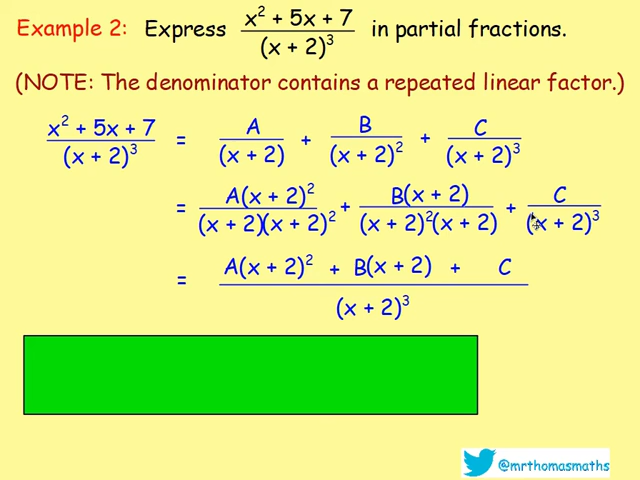 Example 2: Express x² + 5x + 7 / (x + 2)³ in partial fractions.
(NOTE: The denominator contains a repeated linear factor.)
x² + 5x + 7 / (x + 2)³ = A / (x + 2) + B / (x + 2)² + C / (x + 2)³
= A(x + 2)² / (x + 2)(x + 2)² + B(x + 2) / (x + 2)²(x + 2) + C / (x + 2)³
= A(x + 2)² + B(x + 2) + C / (x + 2)³
@mrthomasmaths